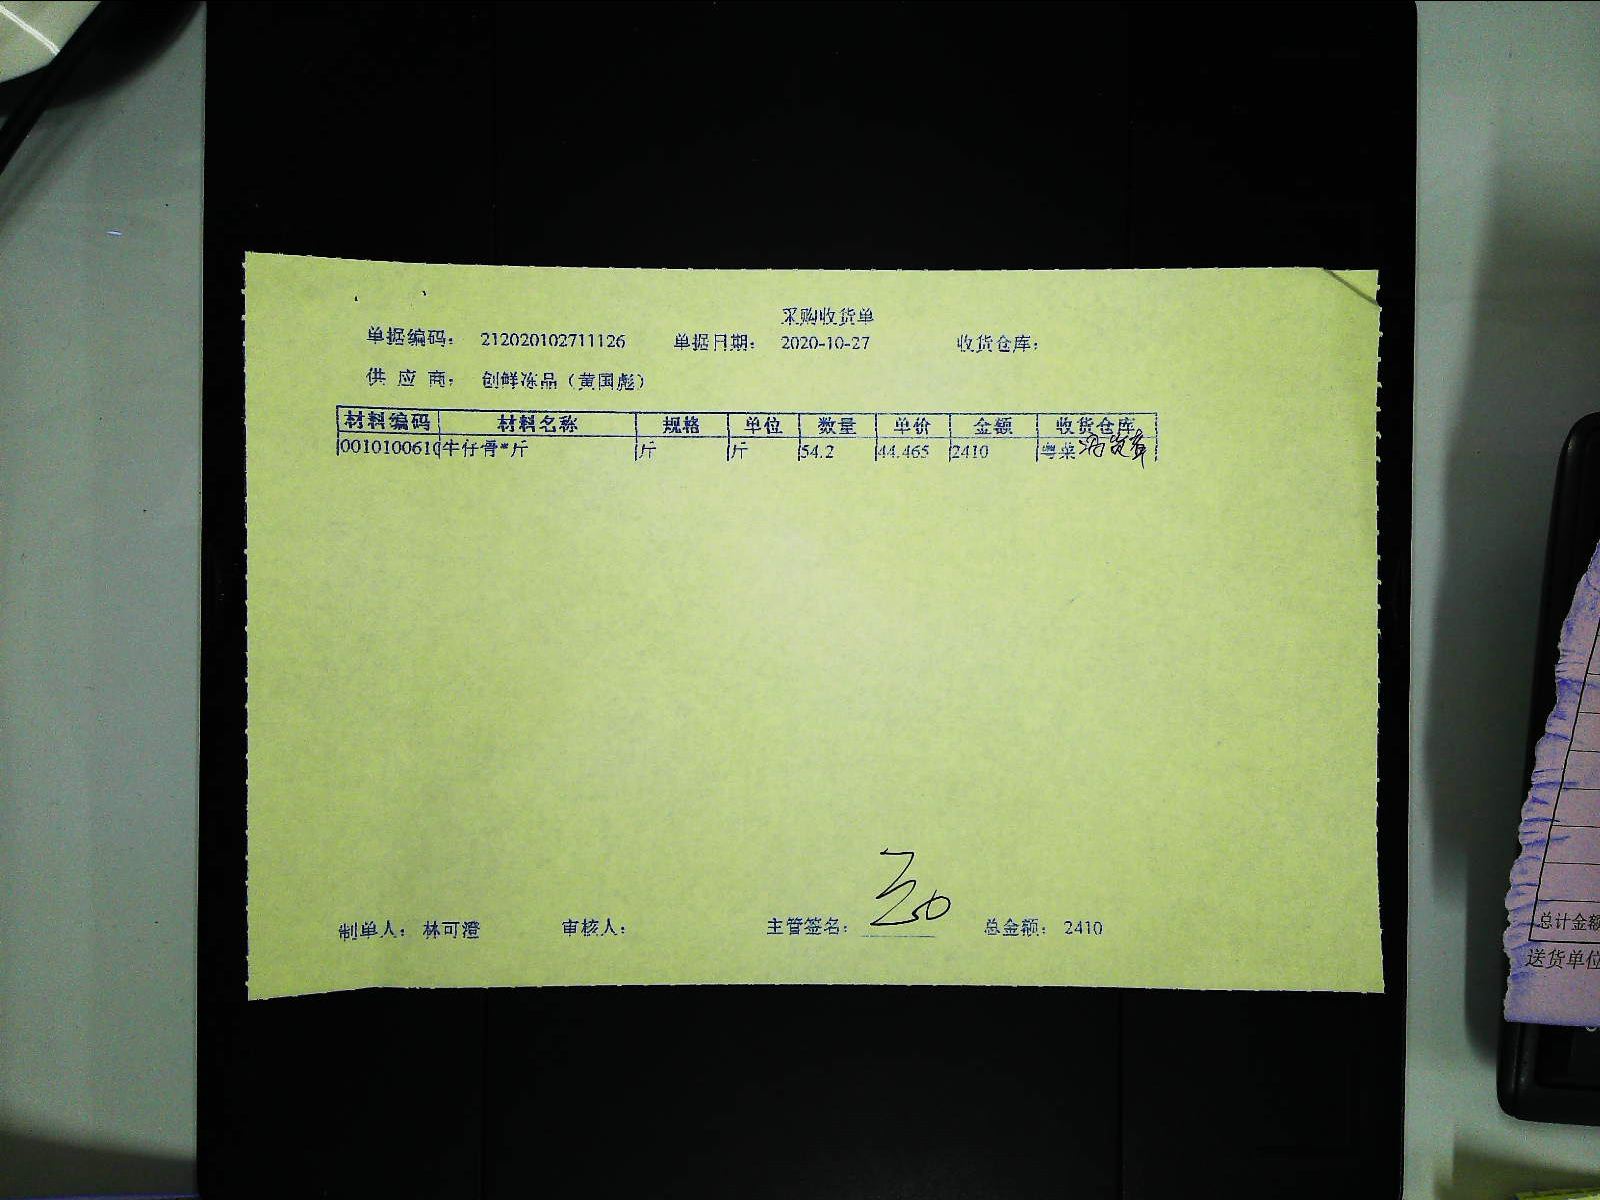 采购收货单
单据编码： 212020102711126 单据日期： 2020-10-27 收货仓库：
供 应 商： 创鲜冻品（黄国彪）
材料编码 材料名称 规格 单位 数量 单价 金额 收货仓库
0010100610 牛仔骨*斤 斤 斤 54.2 44.465 2410 粤菜
制单人： 林可澄 审核人： 主管签名： 总金额： 2410
总计金额
送货单位